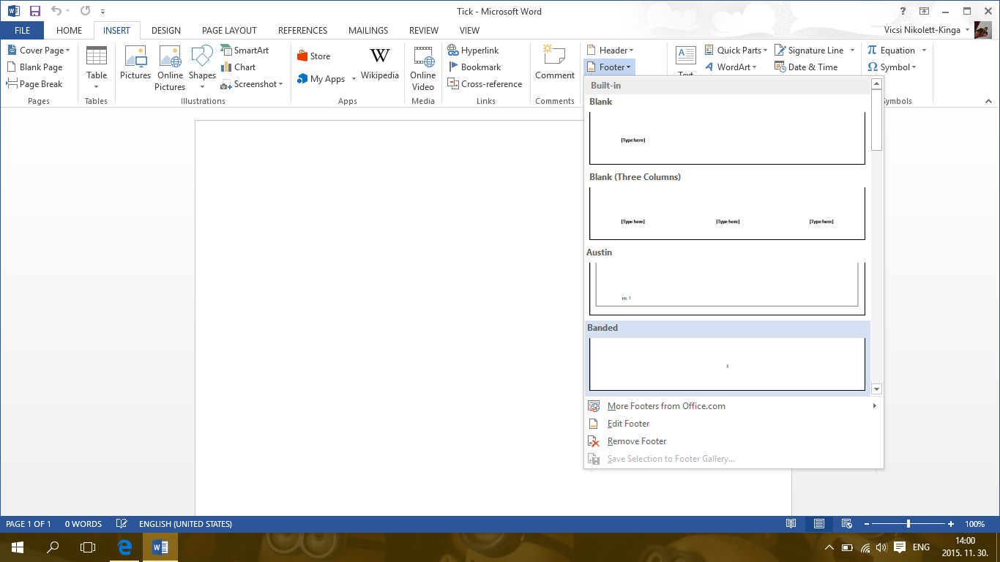 Tick - Microsoft Word
?
FILE HOME INSERT DESIGN PAGE LAYOUT REFERENCES MAILINGS REVIEW VIEW Vicsi Nikolett-Kinga
Cover Page
Blank Page
Page Break
Pages
Table
Tables
Pictures
Online Pictures
Shapes
SmartArt
Chart
Screenshot
Illustrations
Store
My Apps
W
Wikipedia
Apps
Online Video
Media
Hyperlink
Bookmark
Cross-reference
Links
Comment
Comments
Header
Footer
A
Text
Quick Parts
WordArt
Signature Line
Date & Time
π Equation
Ω Symbol
ymbols
Built-in
Blank
[Type here]
Blank (Three Columns)
[Type here] [Type here] [Type here]
Austin
pg. 1
Banded
1
More Footers from Office.com
Edit Footer
Remove Footer
Save Selection to Footer Gallery...
PAGE 1 OF 1 0 WORDS ENGLISH (UNITED STATES) 100%
ENG
14:00
2015. 11. 30.